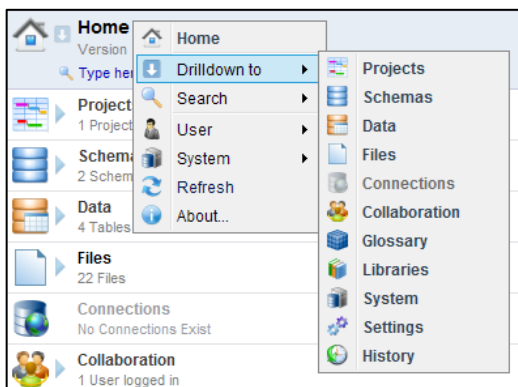 Home
Version
Type her
Project
1 Project
Schema
2 Schem
Data
4 Tables
Files
22 Files
Connections
No Connections Exist
Collaboration
1 User logged in
Home
Drilldown to
Search
User
System
Refresh
About...
Projects
Schemas
Data
Files
Connections
Collaboration
Glossary
Libraries
System
Settings
History